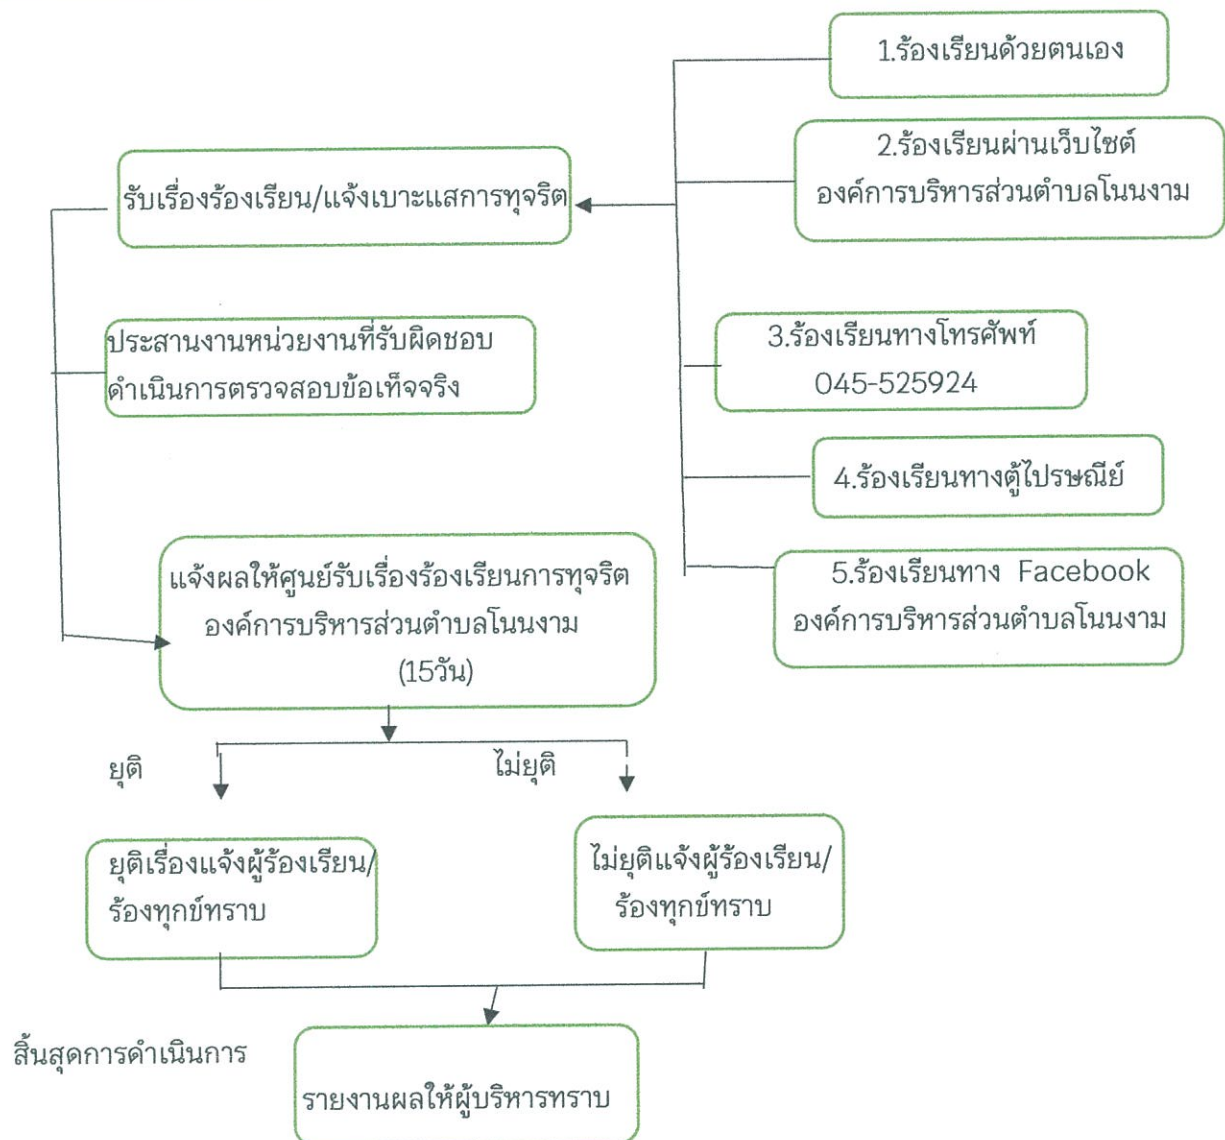 1.ร้องเรียนด้วยตนเอง
2.ร้องเรียนผ่านเว็บไซต์
องค์การบริหารส่วนตำบลโนนงาม
รับเรื่องร้องเรียน/แจ้งเบาะแสการทุจริต
3.ร้องเรียนทางโทรศัพท์
045-525924
ประสานงานหน่วยงานที่รับผิดชอบ
ดำเนินการตรวจสอบข้อเท็จจริง
4.ร้องเรียนทางตู้ไปรษณีย์
5.ร้องเรียนทาง Facebook
องค์การบริหารส่วนตำบลโนนงาม
แจ้งผลให้ศูนย์รับเรื่องร้องเรียนการทุจริต
องค์การบริหารส่วนตำบลโนนงาม
(15วัน)
ยุติ
ไม่ยุติ
ยุติเรื่องแจ้งผู้ร้องเรียน/
ร้องทุกข์ทราบ
ไม่ยุติแจ้งผู้ร้องเรียน/
ร้องทุกข์ทราบ
สิ้นสุดการดำเนินการ
รายงานผลให้ผู้บริหารทราบ